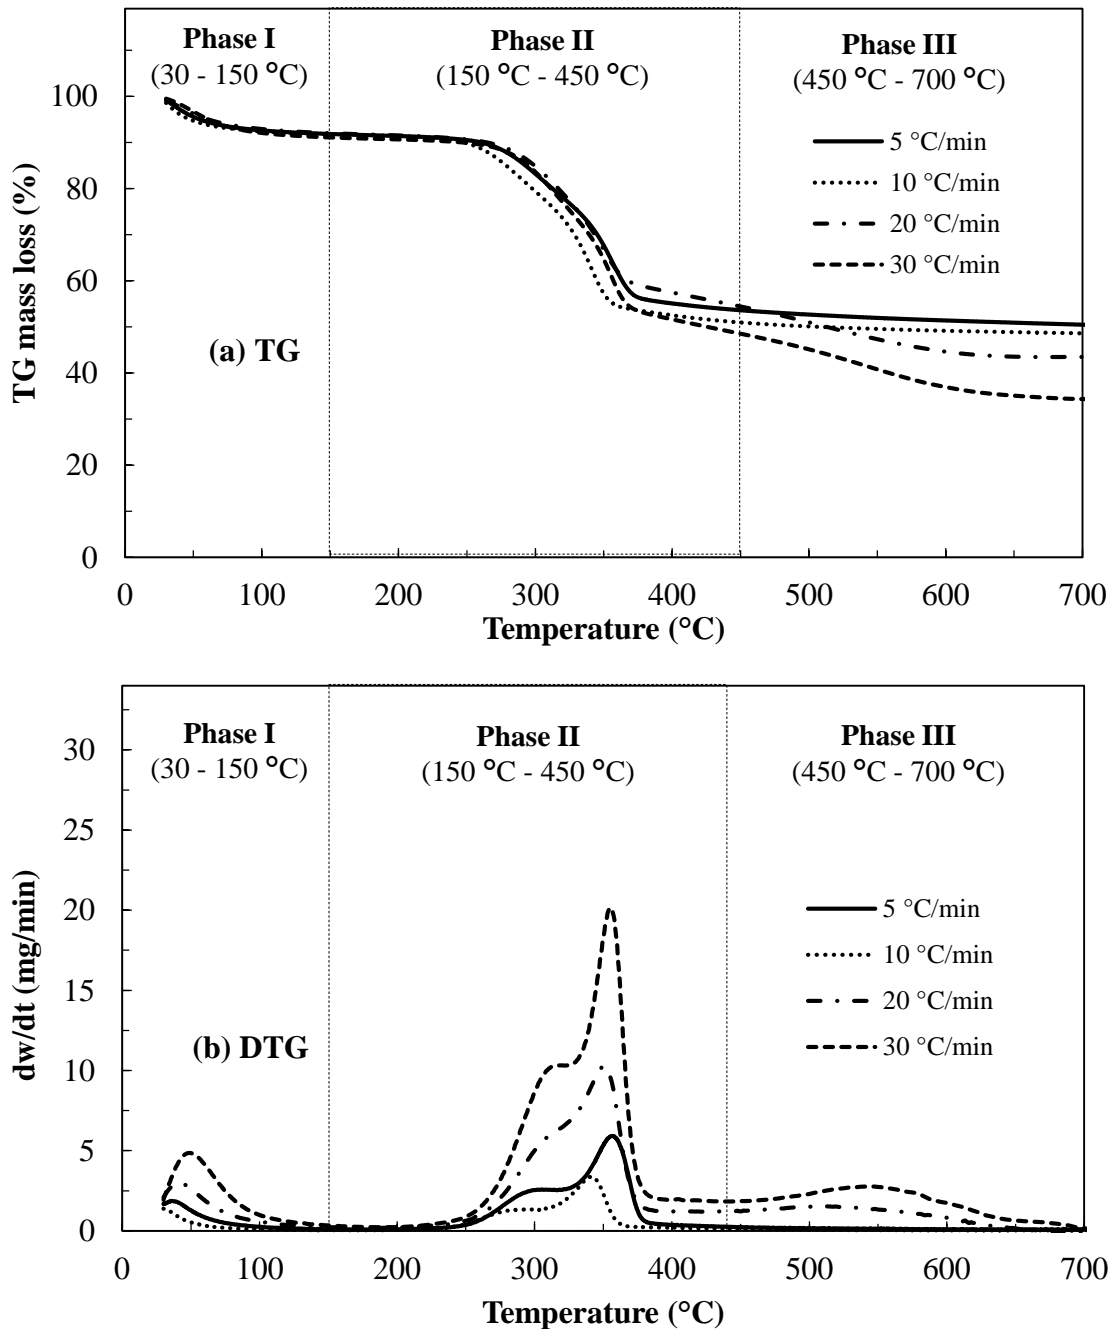 Phase I
(30 - 150 °C)
Phase II
(150 °C - 450 °C)
Phase III
(450 °C - 700 °C)
TG mass loss (%)
100
80
60
40
20
0
5 °C/min
10 °C/min
20 °C/min
30 °C/min
(a) TG
0
100
200
300
400
500
600
700
Temperature (°C)
Phase I
(30 - 150 °C)
Phase II
(150 °C - 450 °C)
Phase III
(450 °C - 700 °C)
dw/dt (mg/min)
30
25
20
15
10
5
0
5 °C/min
10 °C/min
20 °C/min
30 °C/min
(b) DTG
0
100
200
300
400
500
600
700
Temperature (°C)